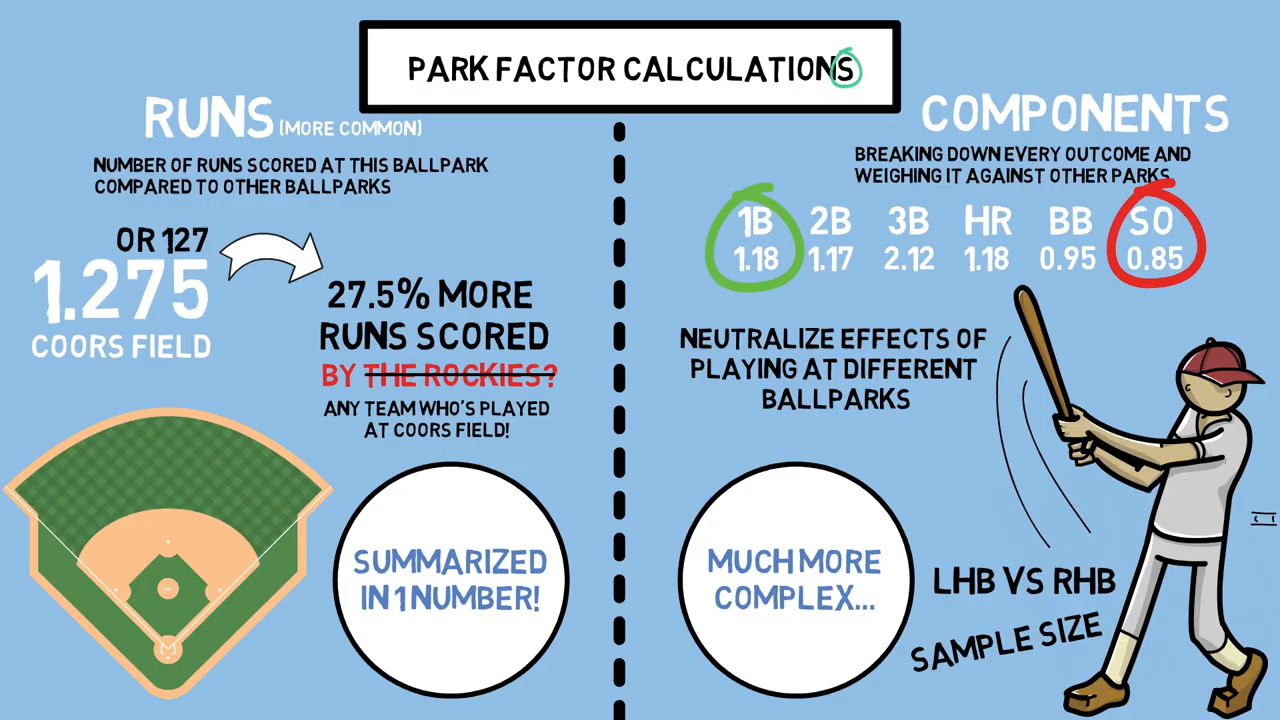 PARK FACTOR CALCULATIONS
RUNS (MORE COMMON)
NUMBER OF RUNS SCORED AT THIS BALLPARK
COMPARED TO OTHER BALLPARKS
OR 127
1.275
COORS FIELD
27.5% MORE
RUNS SCORED
BY THE ROCKIES?
ANY TEAM WHO'S PLAYED
AT COORS FIELD!
SUMMARIZED
IN 1 NUMBER!
COMPONENTS
BREAKING DOWN EVERY OUTCOME AND
WEIGHING IT AGAINST OTHER PARKS
1B 2B 3B HR BB SO
1.18 1.17 2.12 1.18 0.95 0.85
NEUTRALIZE EFFECTS OF
PLAYING AT DIFFERENT
BALLPARKS
MUCH MORE
COMPLEX...
LHB VS RHB
SAMPLE SIZE